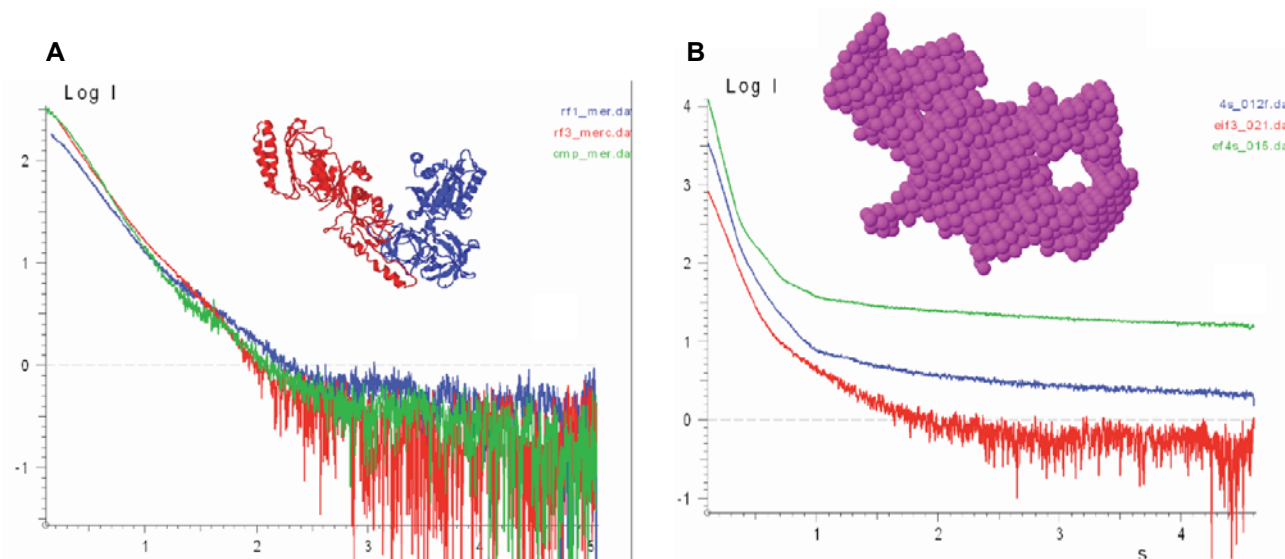 A
Log I
rf1_mer.da
rf3_merc.da
cmp_mer.da
2
1
0
-1
1
2
3
4
5
B
Log I
4s_012f.da
eif3_021.da
ef4s_015.da
4
3
2
1
0
-1
1
2
3
4
s